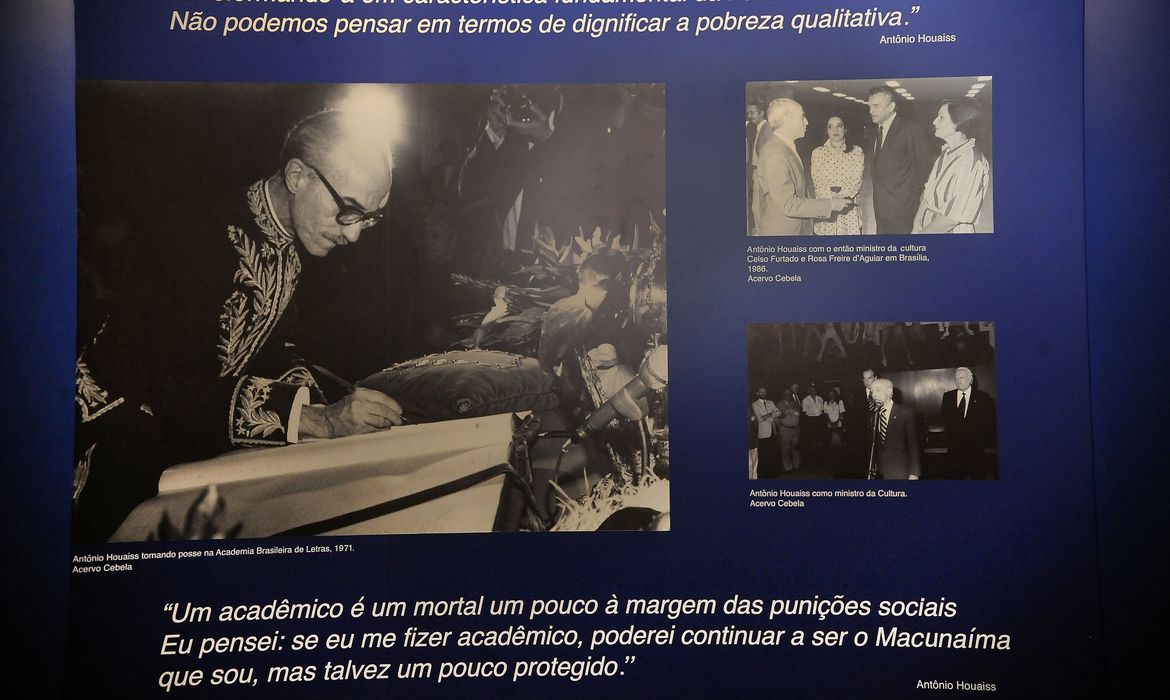 em característica fundamental
Não podemos pensar em termos de dignificar a pobreza qualitativa.”
Antônio Houaiss
Antônio Houaiss com o então ministro da cultura
Celso Furtado e Rosa Freire d'Aguiar em Brasília,
1986.
Acervo Cebela
Antônio Houaiss como ministro da Cultura.
Acervo Cebela
Antônio Houaiss tomando posse na Academia Brasileira de Letras, 1971.
Acervo Cebela
“Um acadêmico é um mortal um pouco à margem das punições sociais
Eu pensei: se eu me fizer acadêmico, poderei continuar a ser o Macunaíma
que sou, mas talvez um pouco protegido.”
Antônio Houaiss